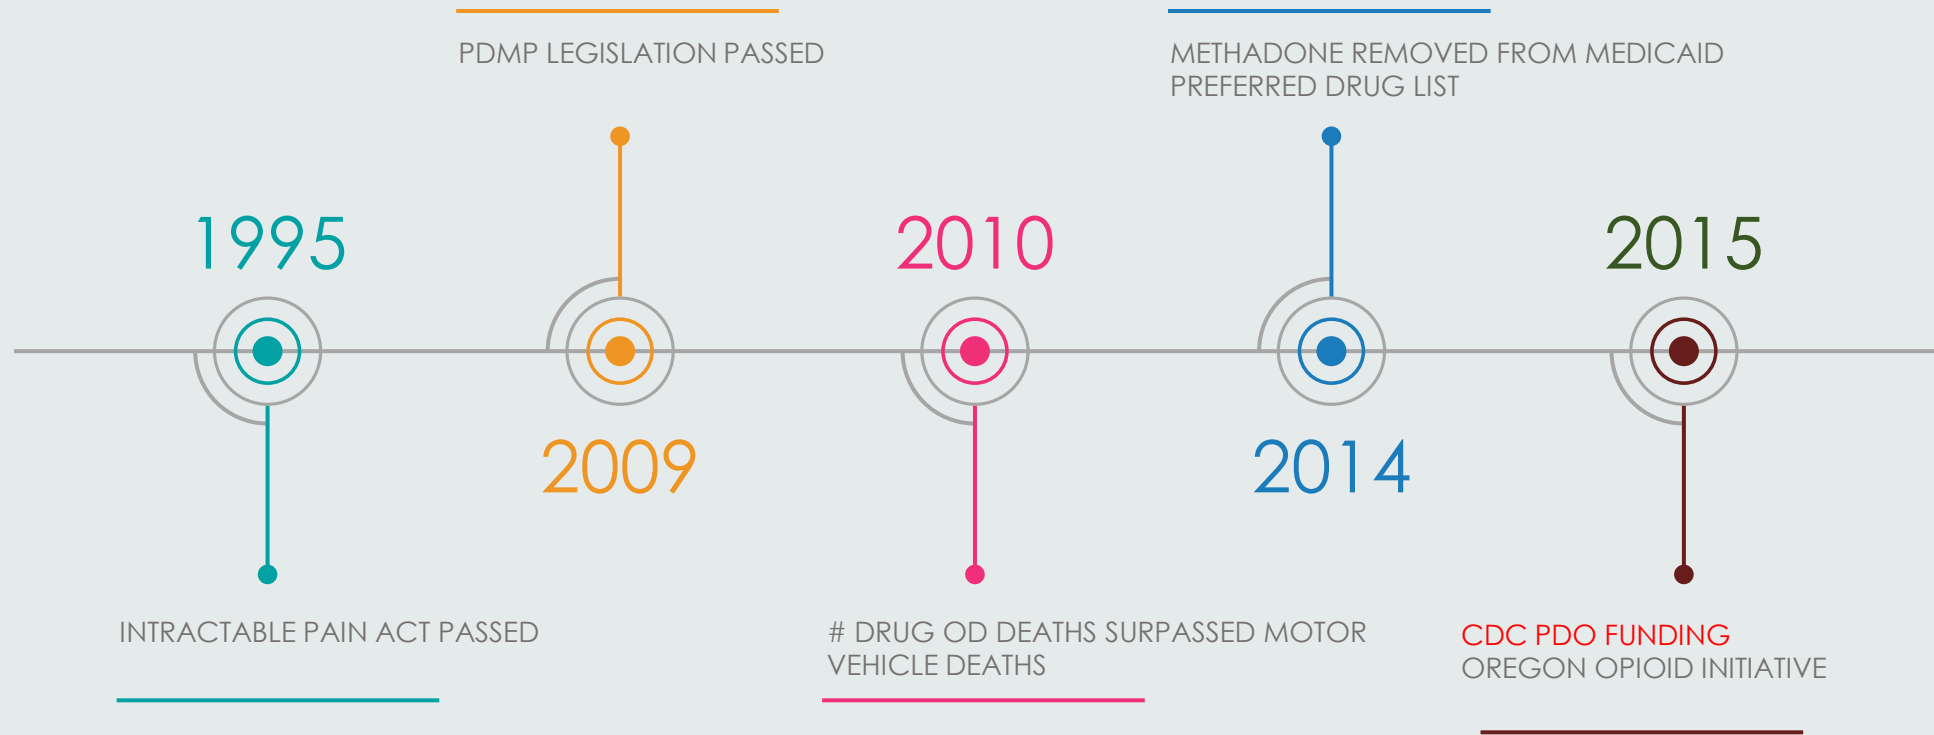 PDMP LEGISLATION PASSED
METHADONE REMOVED FROM MEDICAID
PREFERRED DRUG LIST
1995
2010
2015
2009
2014
INTRACTABLE PAIN ACT PASSED
# DRUG OD DEATHS SURPASSED MOTOR
VEHICLE DEATHS
CDC PDO FUNDING
OREGON OPIOID INITIATIVE